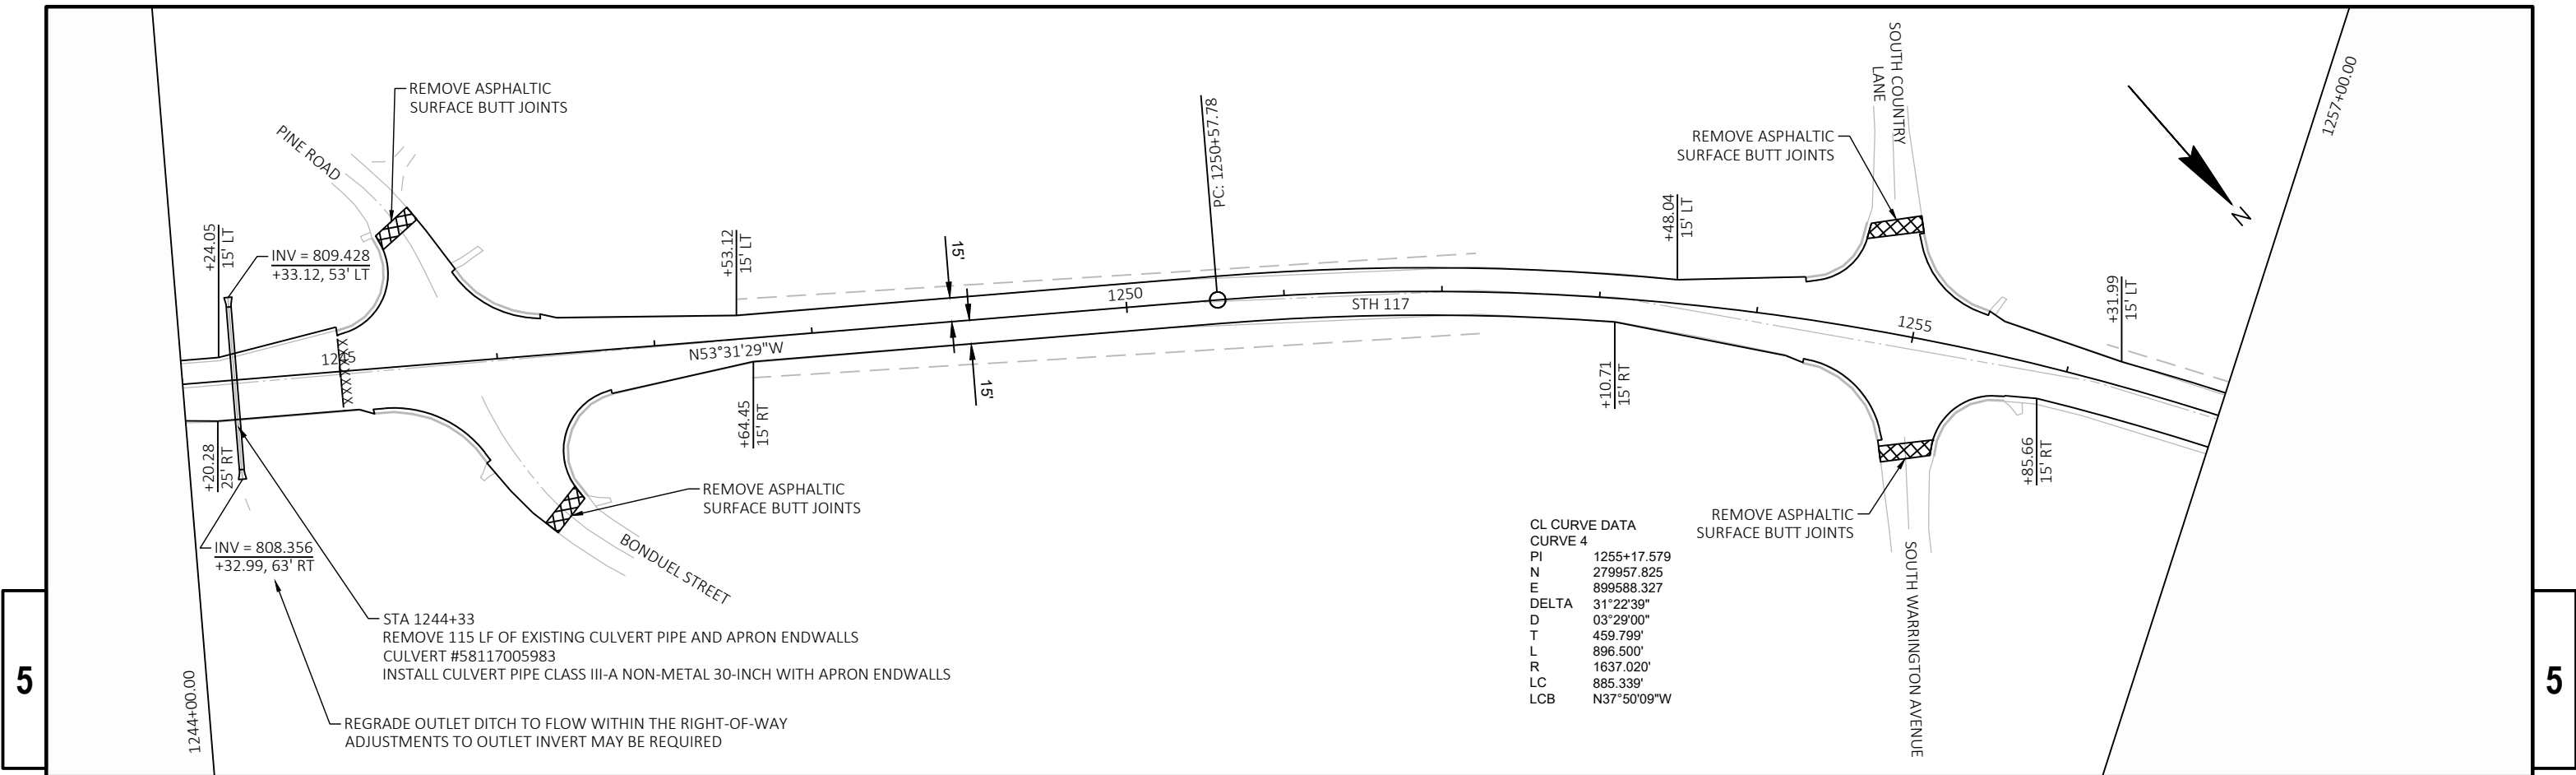 REMOVE ASPHALTIC
SURFACE BUTT JOINTS
PINE ROAD
+24.05
15' LT
INV = 809.428
+33.12, 53' LT
+53.12
15' LT
15'
PC: 1250+57.78
+48.04
15' LT
REMOVE ASPHALTIC
SURFACE BUTT JOINTS
SOUTH COUNTRY
LANE
+31.99
15' LT
1257+00.00
N
1245
XXXXXXX
N53°31'29"W
1250
STH 117
1255
15'
+64.45
15' RT
+10.71
15' RT
+85.66
15' RT
+20.28
25' RT
INV = 808.356
+32.99, 63' RT
REMOVE ASPHALTIC
SURFACE BUTT JOINTS
BONDUEL STREET
REMOVE ASPHALTIC
SURFACE BUTT JOINTS
SOUTH WARRINGTON AVENUE
CL CURVE DATA
CURVE 4
PI 1255+17.579
N 279957.825
E 899588.327
DELTA 31°22'39"
D 03°29'00"
T 459.799'
L 896.500'
R 1637.020'
LC 885.339'
LCB N37°50'09"W
STA 1244+33
REMOVE 115 LF OF EXISTING CULVERT PIPE AND APRON ENDWALLS
CULVERT #58117005983
INSTALL CULVERT PIPE CLASS III-A NON-METAL 30-INCH WITH APRON ENDWALLS
REGRADE OUTLET DITCH TO FLOW WITHIN THE RIGHT-OF-WAY
ADJUSTMENTS TO OUTLET INVERT MAY BE REQUIRED
1244+00.00
5
5